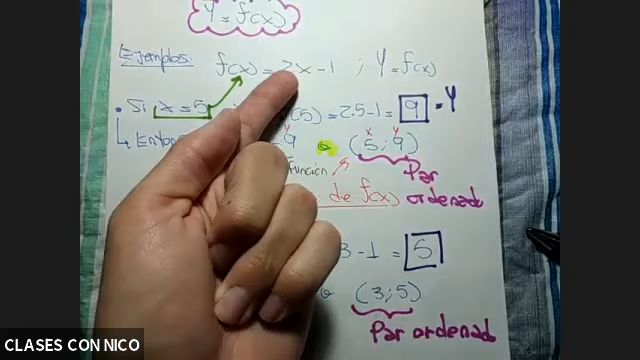 Y = f(x)
Ejemplos: f(x) = 2x - 1 ; Y = f(x)
• Si x = 5 (5) = 2.5 - 1 = 9 = Y
y x y
9 o (5 ; 9)
Función Par
de f(x) ordenado
3 - 1 = 5
o (3 ; 5)
Par ordenado
CLASES CON NICO